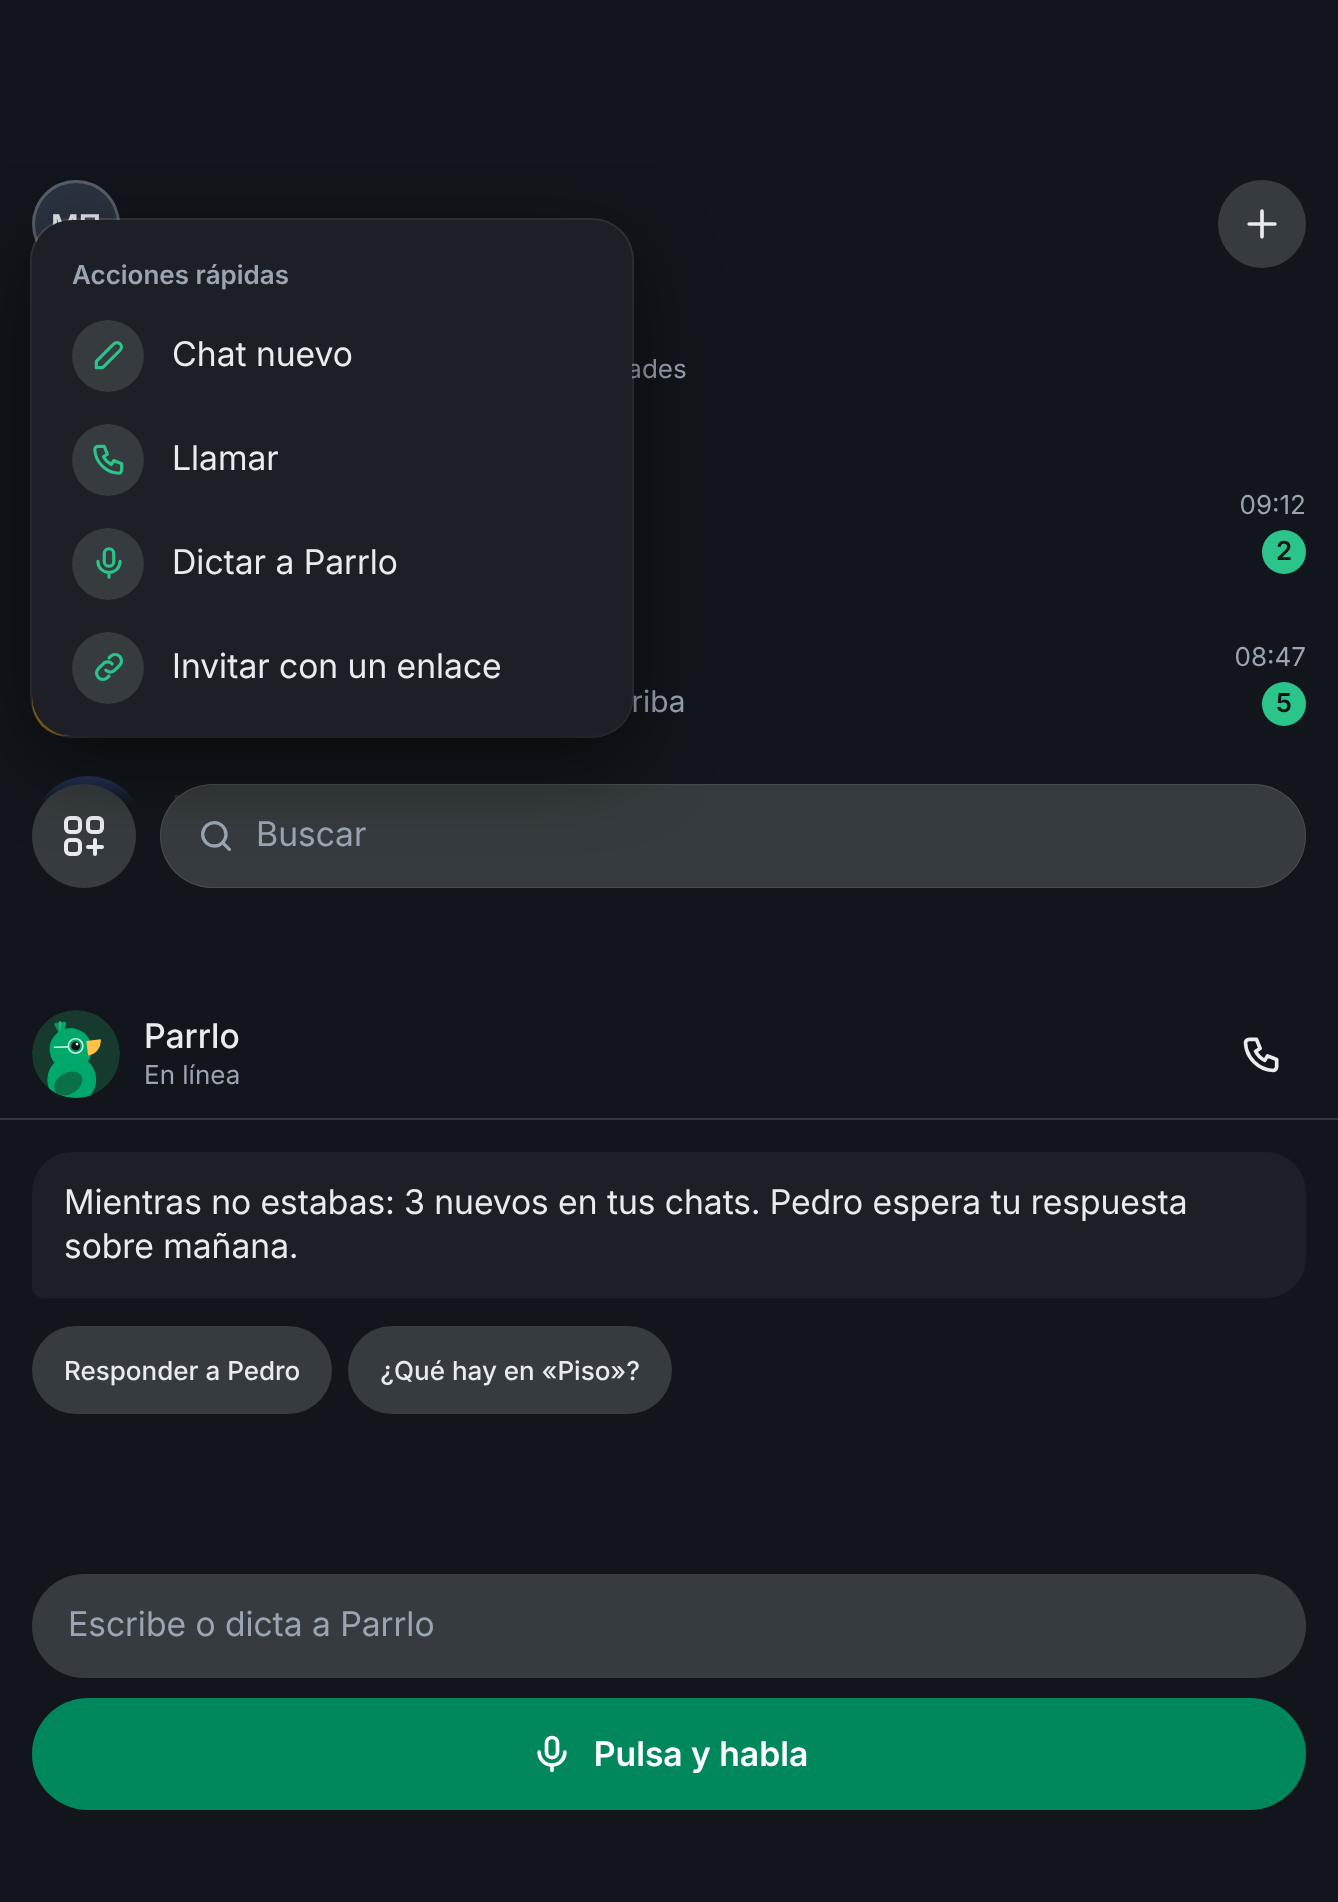 Acciones rápidas
Chat nuevo
Llamar
Dictar a Parrlo
Invitar con un enlace
09:12
2
08:47
5
Buscar
Parrlo
En línea
Mientras no estabas: 3 nuevos en tus chats. Pedro espera tu respuesta
sobre mañana.
Responder a Pedro
¿Qué hay en «Piso»?
Escribe o dicta a Parrlo
Pulsa y habla